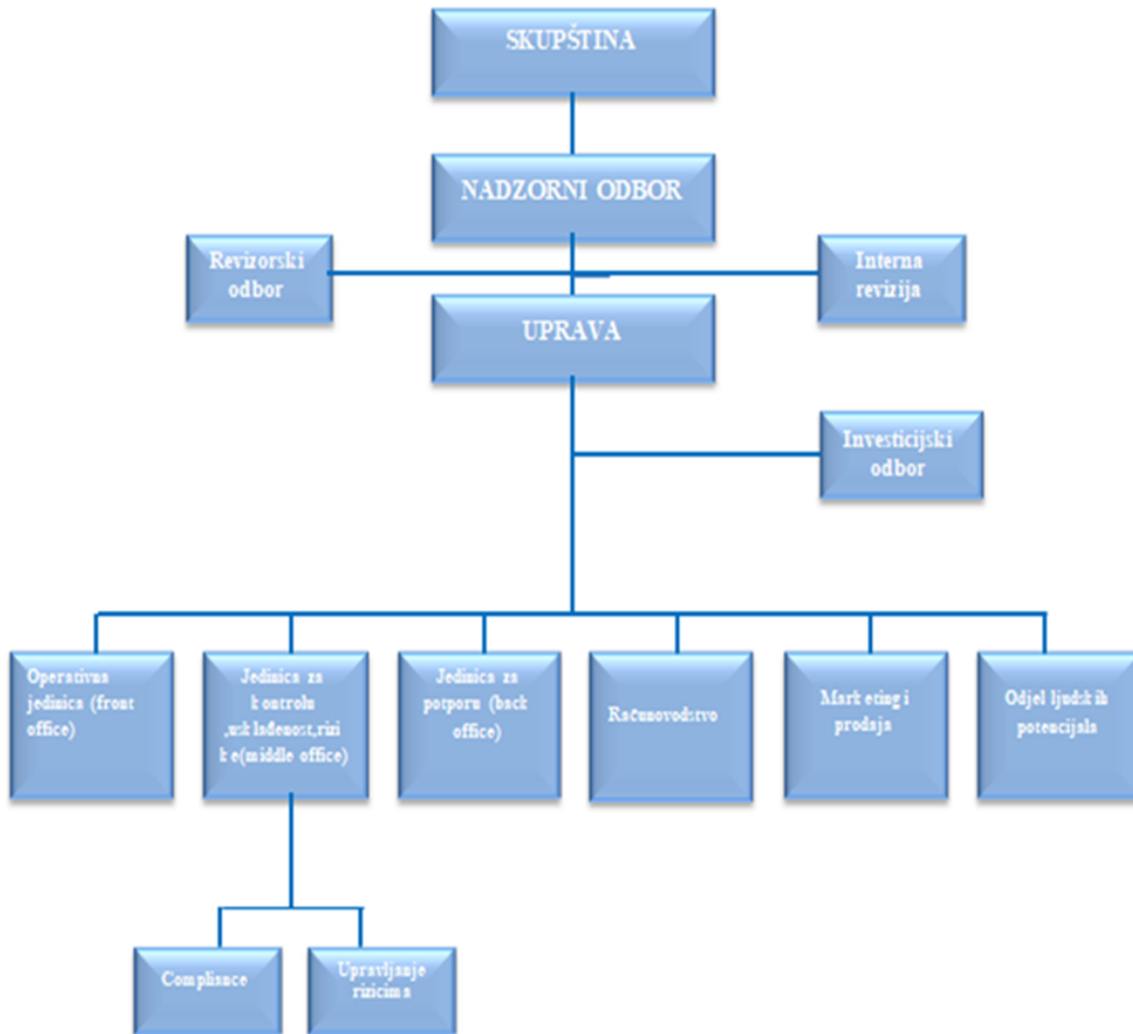 SKUPŠTINA
NADZORNI ODBOR
Revizorski
odbor
Interna
revizija
UPRAVA
Investicijski
odbor
Operativna
jedinica (front
office)
Jedinica za
kontrolu
,usklađenost,rizi
ke(middle office)
Jedinica za
potporu (back
office)
Računovodstvo
Marketing i
prodaja
Odjel ljudskih
potencijala
Compliance
Upravljanje
rizicima